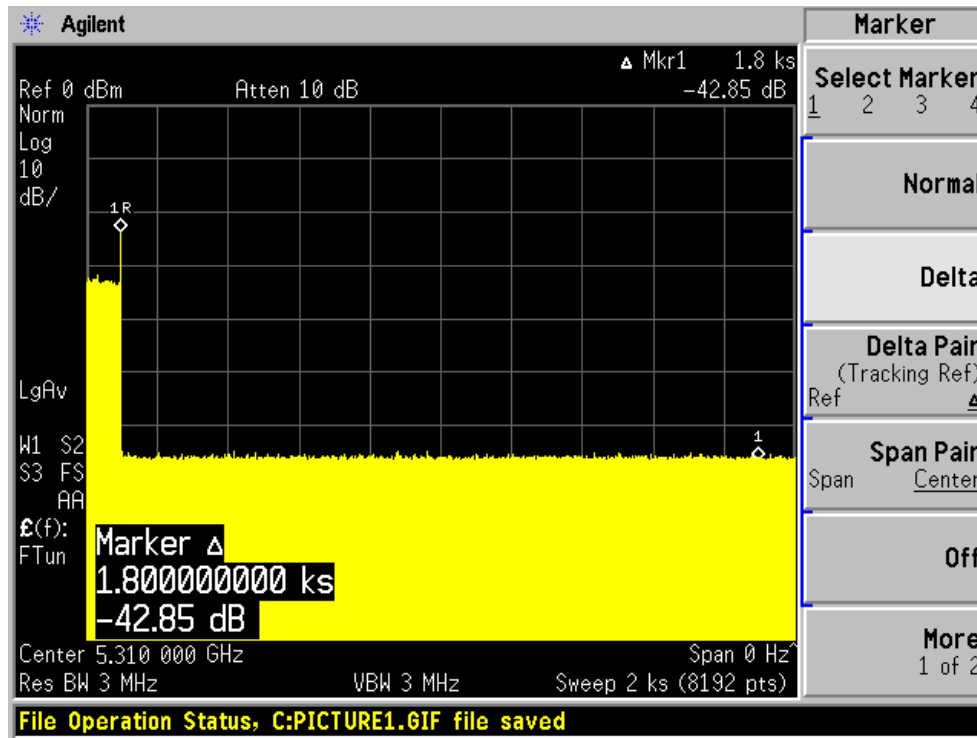 Agilent
Marker
Δ Mkr1 1.8 ks
Ref 0 dBm Atten 10 dB -42.85 dB
Norm
Log
10
dB/
1R
LgAv
1
W1 S2
S3 FS
AA
£(f):
FTun
Marker Δ
1.800000000 ks
-42.85 dB
Center 5.310 000 GHz Span 0 Hz^
Res BW 3 MHz VBW 3 MHz Sweep 2 ks (8192 pts)
File Operation Status, C:PICTURE1.GIF file saved
Select Marker
1 2 3 4
Normal
Delta
Delta Pair
(Tracking Ref)
Ref Δ
Span Pair
Span Center
Off
More
1 of 2